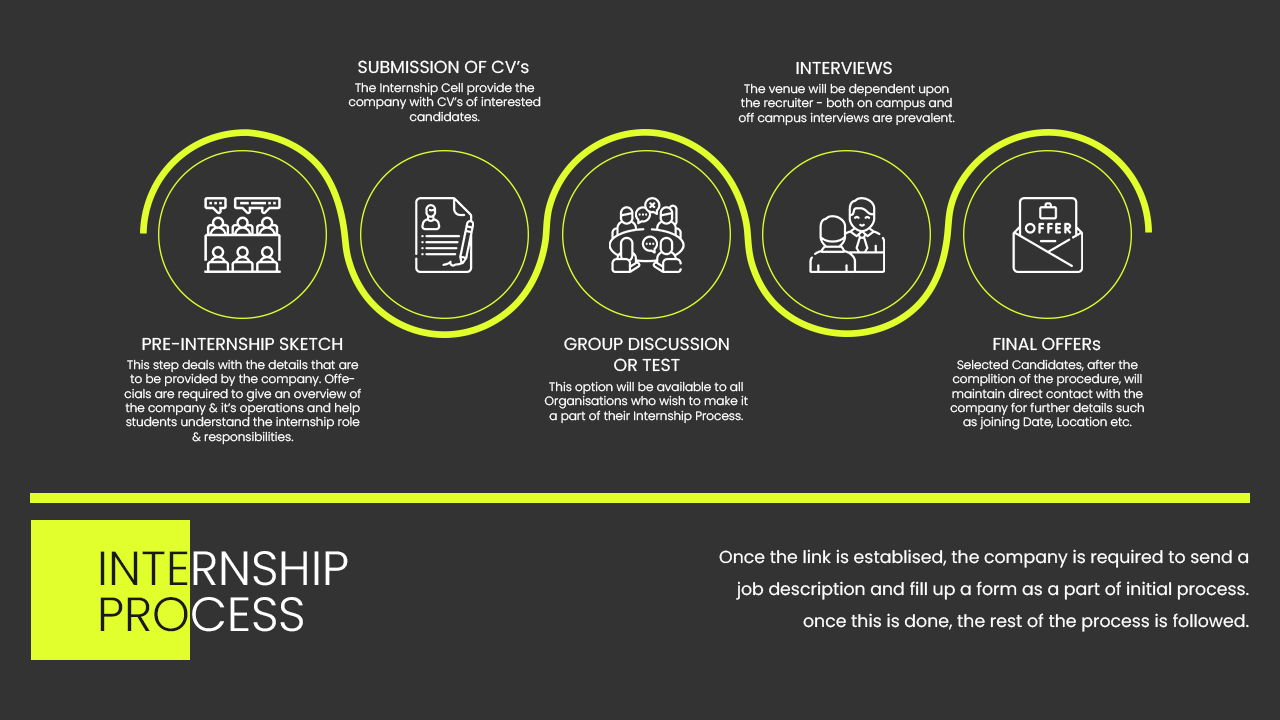 SUBMISSION OF CV's
The Internship Cell provide the
company with CV's of interested
candidates.
INTERVIEWS
The venue will be dependent upon
the recruiter - both on campus and
off campus interviews are prevalent.
OFFER
PRE-INTERNSHIP SKETCH
This step deals with the details that are
to be provided by the company. Offe-
cials are required to give an overview of
the company & it's operations and help
students understand the internship role
& responsibilities.
GROUP DISCUSSION
OR TEST
This option will be available to all
Organisations who wish to make it
a part of their Internship Process.
FINAL OFFERs
Selected Candidates, after the
complition of the procedure, will
maintain direct contact with the
company for further details such
as joining Date, Location etc.
INTERNSHIP
PROCESS
Once the link is establised, the company is required to send a
job description and fill up a form as a part of initial process.
once this is done, the rest of the process is followed.